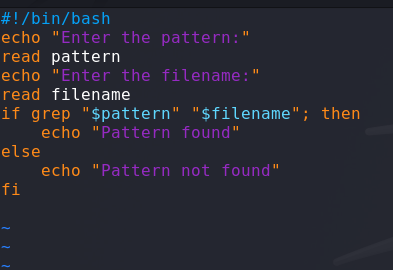 #!/bin/bash
echo "Enter the pattern:"
read pattern
echo "Enter the filename:"
read filename
if grep "$pattern" "$filename"; then
    echo "Pattern found"
else
    echo "Pattern not found"
fi

~
~
~